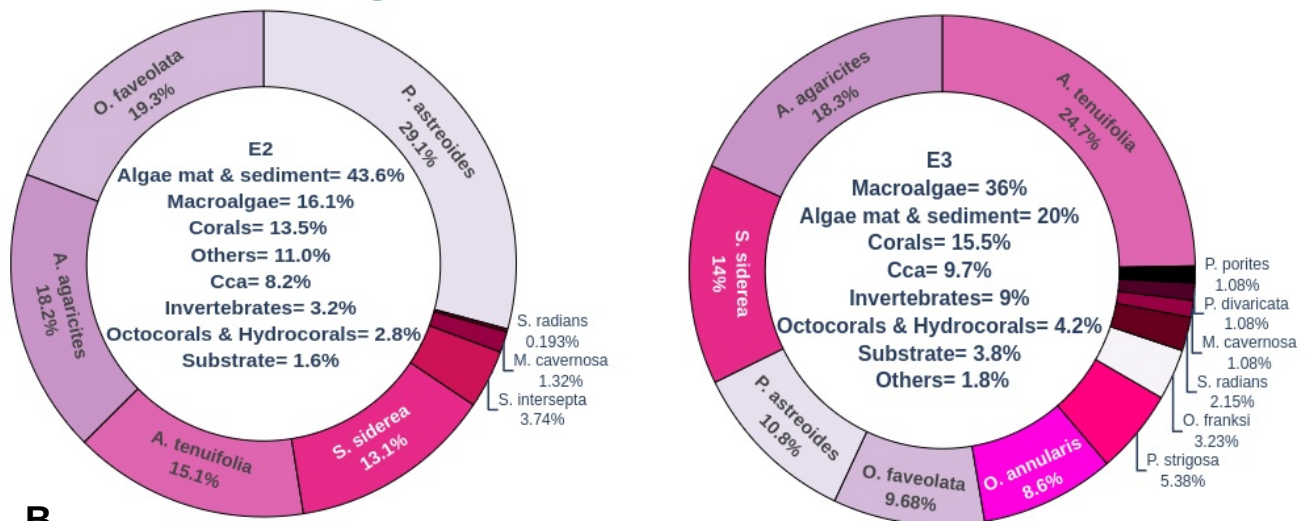 O. faveolata
19.3%
P. astreoides
29.1%
E2
Algae mat & sediment= 43.6%
Macroalgae= 16.1%
Corals= 13.5%
Others= 11.0%
Cca= 8.2%
Invertebrates= 3.2%
Octocorals & Hydrocorals= 2.8%
Substrate= 1.6%
A. agaricites
18.2%
S. radians
0.193%
M. cavernosa
1.32%
S. intersepta
3.74%
S. siderea
13.1%
A. tenuifolia
15.1%
A. agaricites
18.3%
A. tenuifolia
24.7%
E3
Macroalgae= 36%
Algae mat & sediment= 20%
Corals= 15.5%
Cca= 9.7%
Invertebrates= 9%
Octocorals & Hydrocorals= 4.2%
Substrate= 3.8%
Others= 1.8%
S. siderea
14%
P. porites
1.08%
P. divaricata
1.08%
M. cavernosa
1.08%
S. radians
2.15%
O. franksi
3.23%
P. strigosa
5.38%
P. astreoides
10.8%
O. faveolata
9.68%
O. annularis
8.6%
B